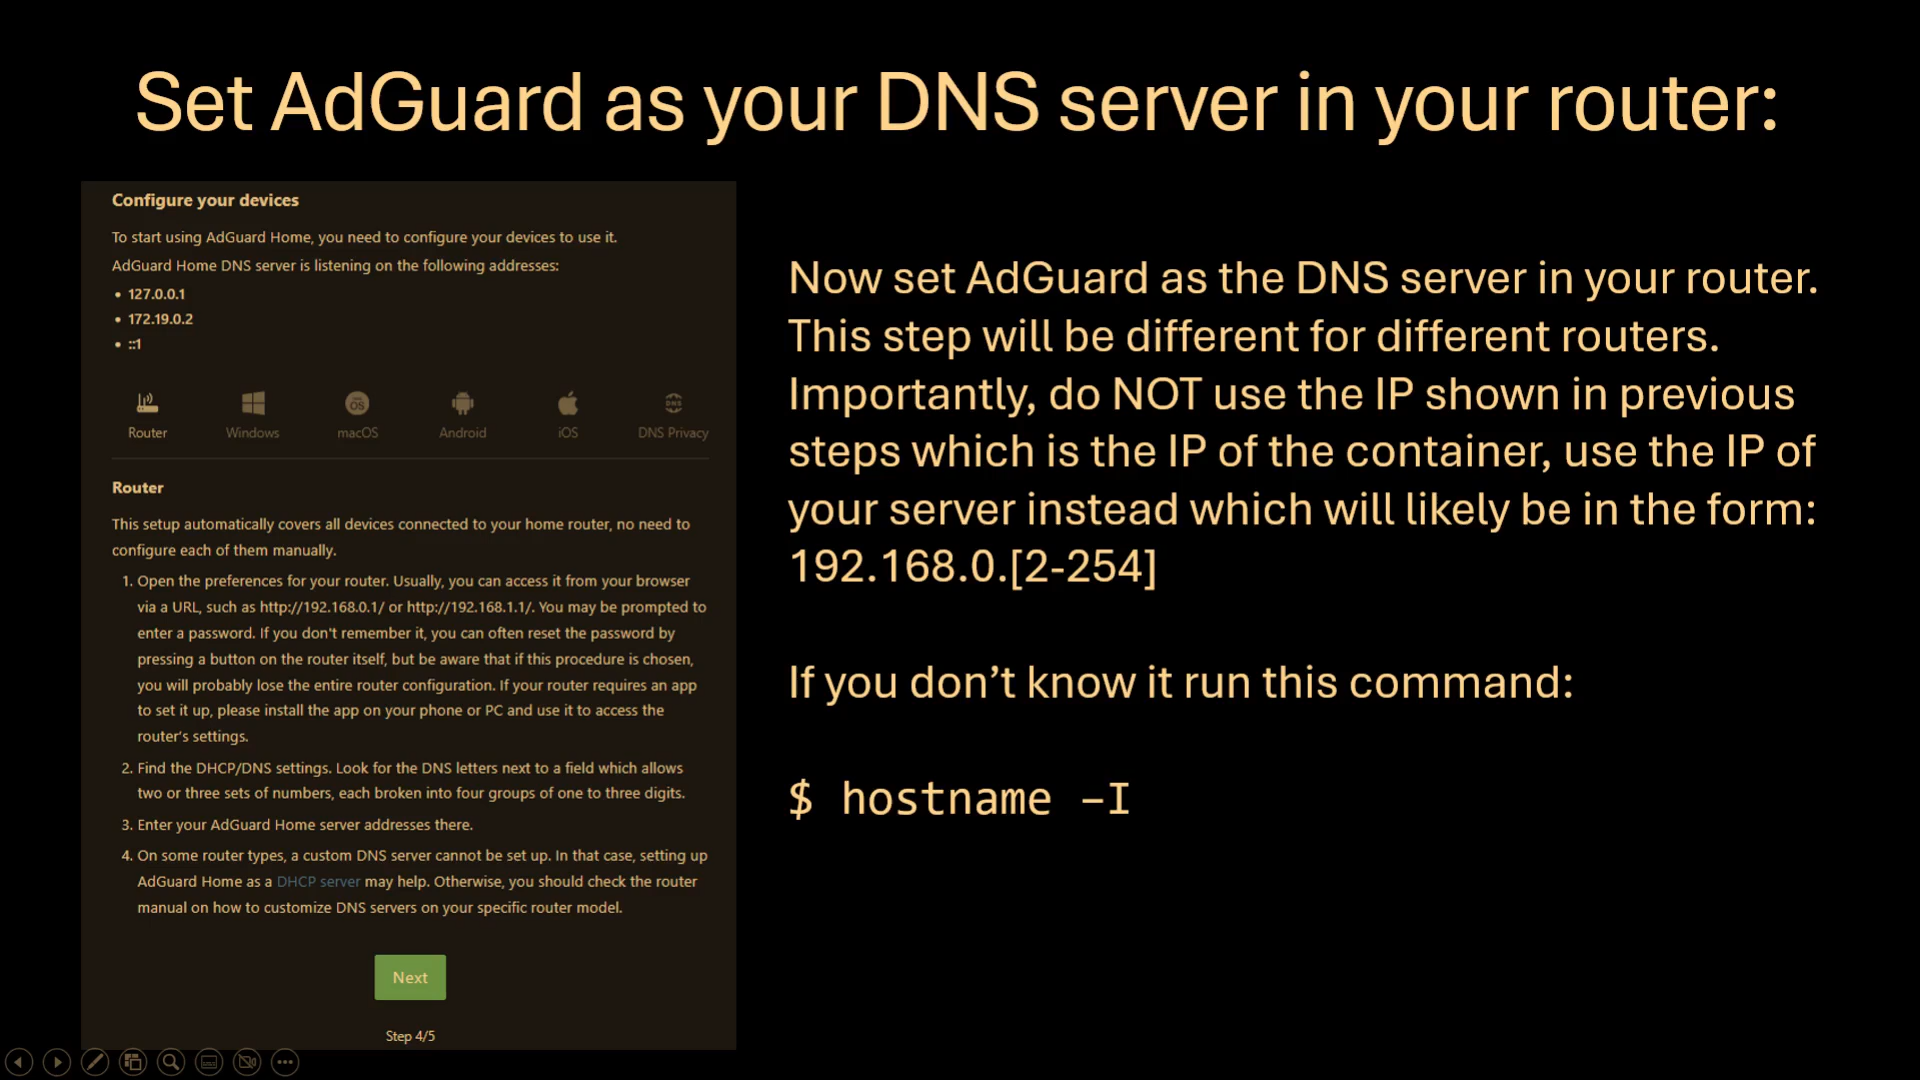 Set AdGuard as your DNS server in your router:
Configure your devices
To start using AdGuard Home, you need to configure your devices to use it.
AdGuard Home DNS server is listening on the following addresses:
• 127.0.0.1
• 172.19.0.2
• ::1
Router Windows macOS Android iOS DNS Privacy
Router
This setup automatically covers all devices connected to your home router, no need to
configure each of them manually.
1. Open the preferences for your router. Usually, you can access it from your browser
via a URL, such as http://192.168.0.1/ or http://192.168.1.1/. You may be prompted to
enter a password. If you don't remember it, you can often reset the password by
pressing a button on the router itself, but be aware that if this procedure is chosen,
you will probably lose the entire router configuration. If your router requires an app
to set it up, please install the app on your phone or PC and use it to access the
router's settings.
2. Find the DHCP/DNS settings. Look for the DNS letters next to a field which allows
two or three sets of numbers, each broken into four groups of one to three digits.
3. Enter your AdGuard Home server addresses there.
4. On some router types, a custom DNS server cannot be set up. In that case, setting up
AdGuard Home as a DHCP server may help. Otherwise, you should check the router
manual on how to customize DNS servers on your specific router model.
Next
Step 4/5
Now set AdGuard as the DNS server in your router.
This step will be different for different routers.
Importantly, do NOT use the IP shown in previous
steps which is the IP of the container, use the IP of
your server instead which will likely be in the form:
192.168.0.[2-254]
If you don’t know it run this command:
$ hostname –I